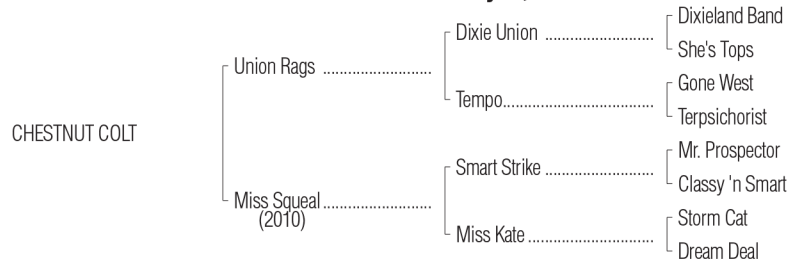 Dixieland Band
Dixie Union ..........................
She's Tops
Union Rags ..........................
Gone West
Tempo....................................
Terpsichorist
CHESTNUT COLT
Mr. Prospector
Smart Strike ..........................
Classy 'n Smart
Miss Squeal..........................
(2010)
Storm Cat
Miss Kate ..............................
Dream Deal